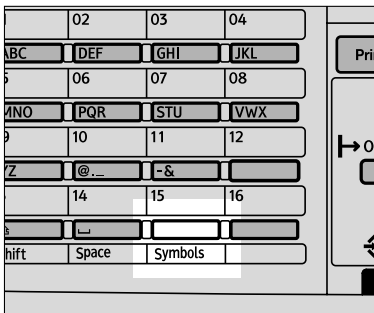 02 03 04
ABC DEF GHI JKL
Pri
06 07 08
MNO PQR STU VWX
10 11 12
YZ @._ -&
14 15 16
hift Space Symbols